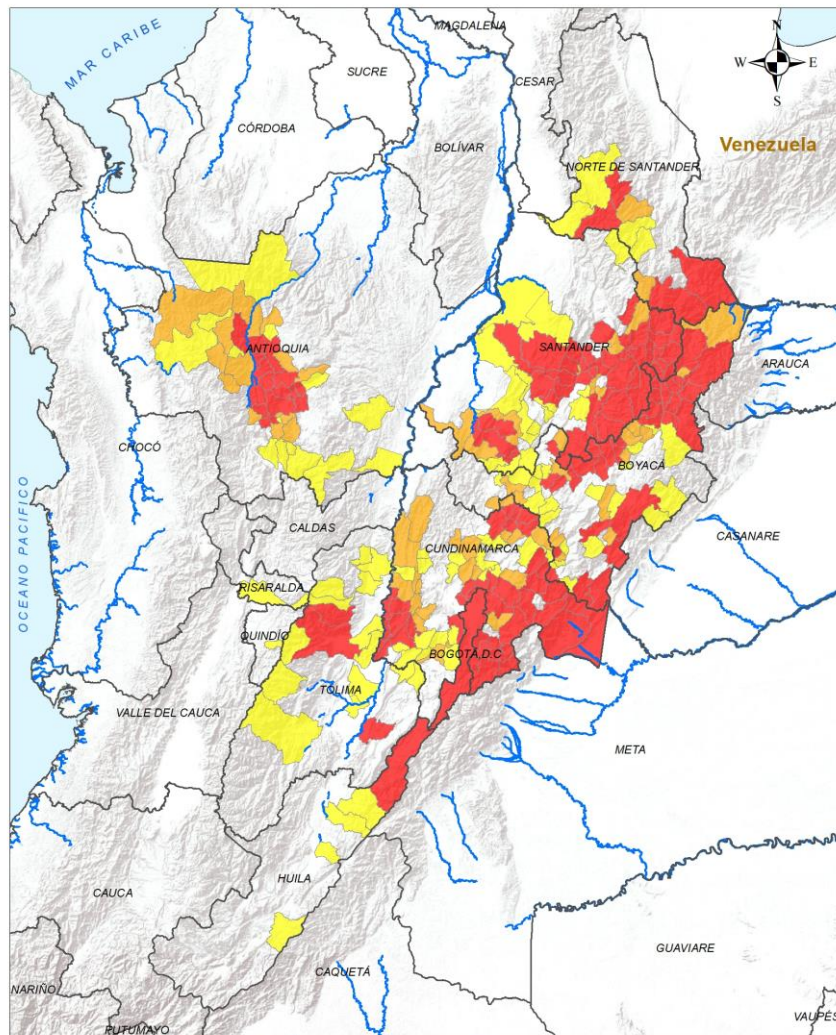 MAGDALENA
N
MAR CARIBE
SUCRE
CESAR
W
E
S
CÓRDOBA
BOLÍVAR
Venezuela
NORTE DE SANTANDER
ANTIOQUIA
SANTANDER
ARAUCA
CHOCÓ
BOYACÁ
CALDAS
CUNDINAMARCA
CASANARE
OCEANO PACIFICO
RISARALDA
QUINDÍO
BOGOTÁ,D.C
TOLIMA
VALLE DEL CAUCA
META
HUILA
CAUCA
GUAVIARE
CAQUETÁ
NARIÑO
PUTUMAYO
VAUPÉS